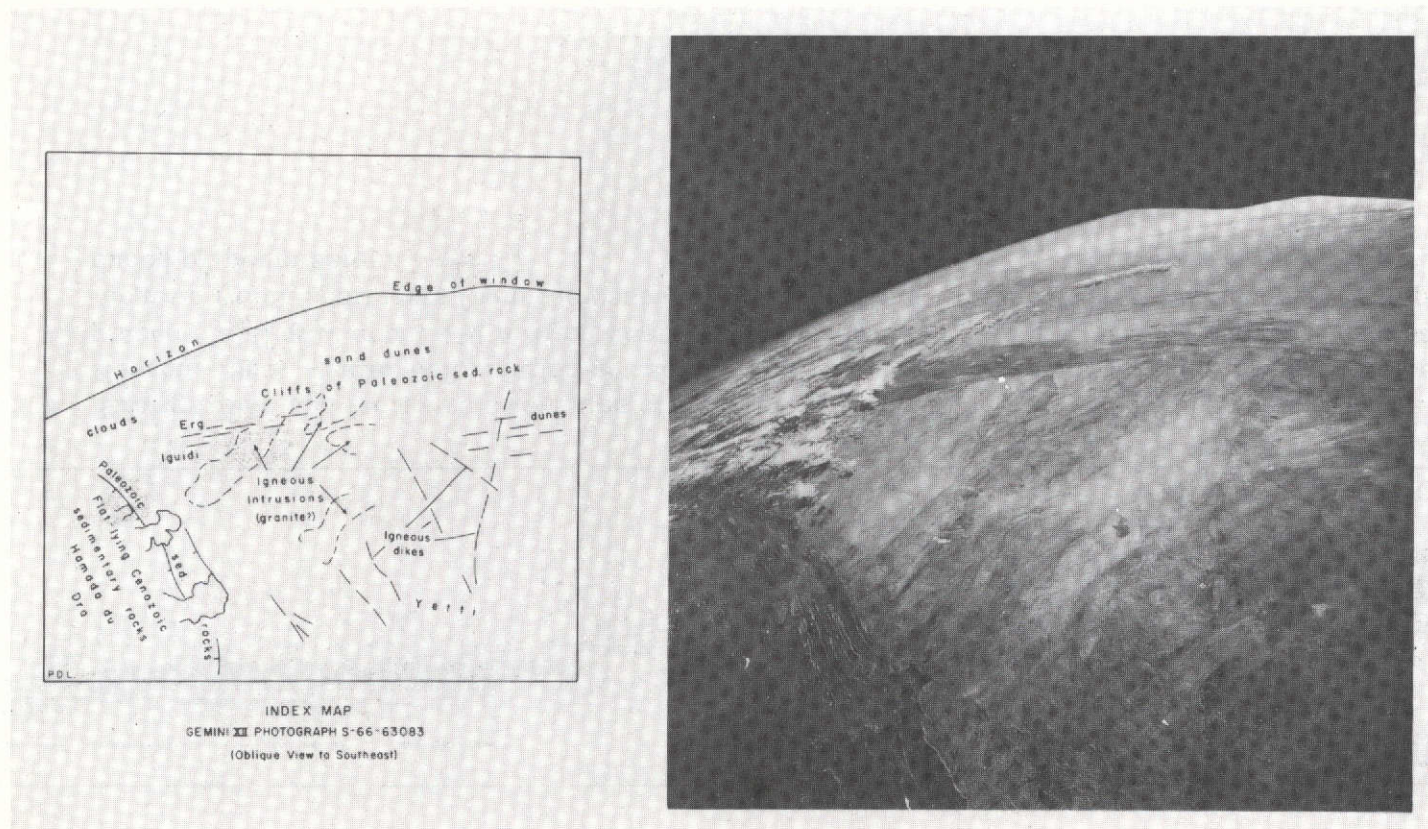 Edge of window
Horizon
sand dunes
Cliffs of Paleozoic sed. rock
clouds
Erg
dunes
Iguidi
Igneous
intrusions
(granite?)
Paleozoic
sed
rocks
Igneous
dikes
Flat-lying Cenozoic
sedimentary rocks
Hamada du
Dra
Yetti
P.D.L.
INDEX MAP
GEMINI XII PHOTOGRAPH S-66-63083
(Oblique View to Southeast)